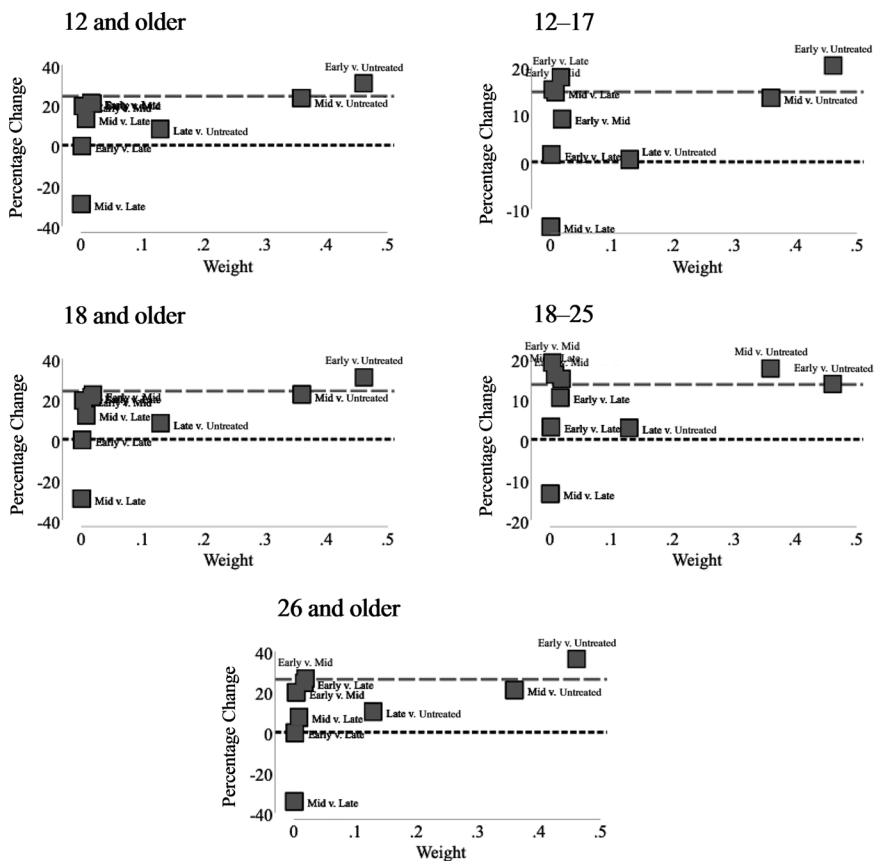 12 and older
Percentage Change
40
20
0
-20
-40
Early v. Untreated
Mid v. Untreated
Mid v. Late
Late v. Untreated
Early v. Late
Mid v. Late
0 .1 .2 .3 .4 .5
Weight
12–17
Percentage Change
20
10
0
-10
Early v. Untreated
Early v. Late
Mid v. Late
Mid v. Untreated
Early v. Mid
Early v. Late
Late v. Untreated
Mid v. Late
0 .1 .2 .3 .4 .5
Weight
18 and older
Percentage Change
40
20
0
-20
-40
Early v. Untreated
Mid v. Untreated
Mid v. Late
Late v. Untreated
Early v. Late
Mid v. Late
0 .1 .2 .3 .4 .5
Weight
18–25
Percentage Change
20
10
0
-10
-20
Early v. Mid
Mid v. Untreated
Early v. Untreated
Early v. Late
Early v. Late
Late v. Untreated
Mid v. Late
0 .1 .2 .3 .4 .5
Weight
26 and older
Percentage Change
40
20
0
-20
-40
Early v. Untreated
Early v. Mid
Early v. Late
Early v. Mid
Mid v. Untreated
Mid v. Late
Late v. Untreated
Early v. Late
Mid v. Late
0 .1 .2 .3 .4 .5
Weight